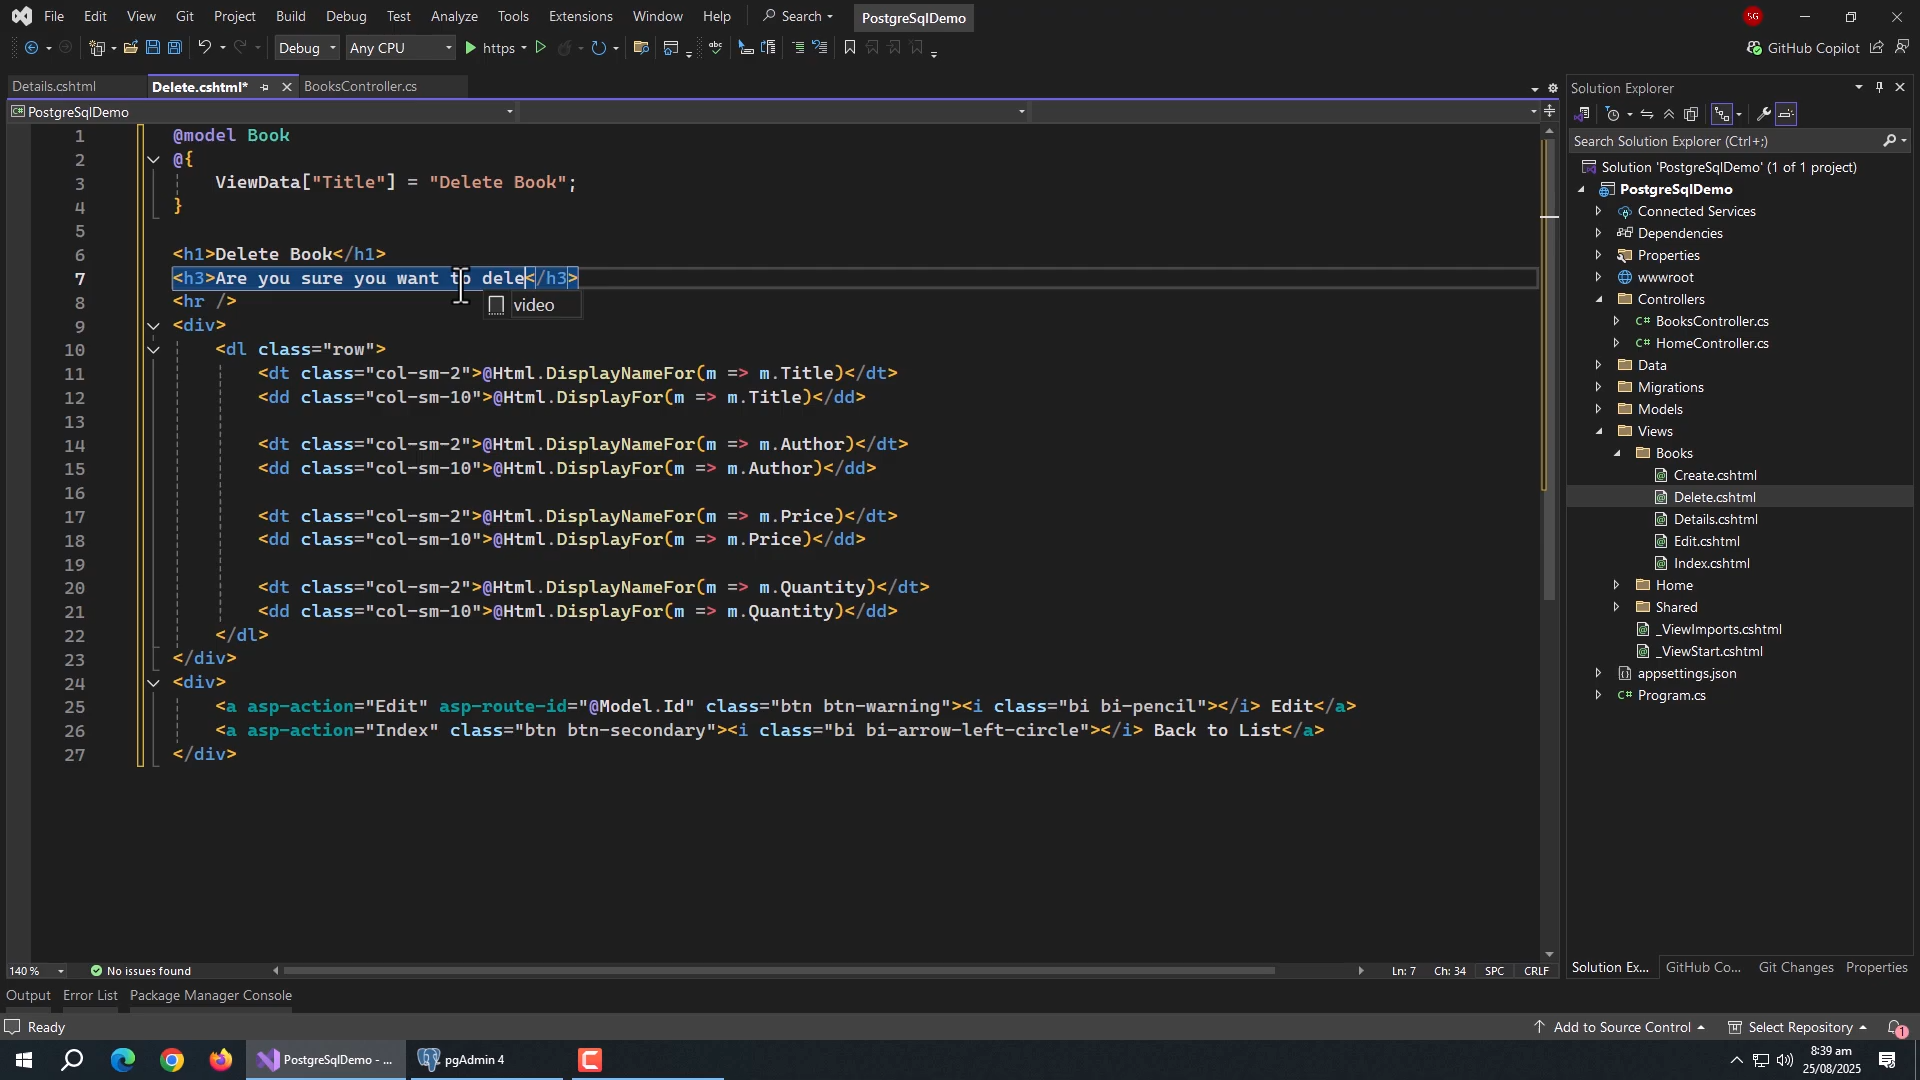 File Edit View Git Project Build Debug Test Analyze Tools Extensions Window Help Search PostgreSqlDemo SG
Debug Any CPU https GitHub Copilot
Details.cshtml Delete.cshtml* BooksController.cs
PostgreSqlDemo
1 @model Book
2 @{
3 ViewData["Title"] = "Delete Book";
4 }
5
6 <h1>Delete Book</h1>
7 <h3>Are you sure you want to dele</h3>
8 <hr />
video
9 <div>
10 <dl class="row">
11 <dt class="col-sm-2">@Html.DisplayNameFor(m => m.Title)</dt>
12 <dd class="col-sm-10">@Html.DisplayFor(m => m.Title)</dd>
13
14 <dt class="col-sm-2">@Html.DisplayNameFor(m => m.Author)</dt>
15 <dd class="col-sm-10">@Html.DisplayFor(m => m.Author)</dd>
16
17 <dt class="col-sm-2">@Html.DisplayNameFor(m => m.Price)</dt>
18 <dd class="col-sm-10">@Html.DisplayFor(m => m.Price)</dd>
19
20 <dt class="col-sm-2">@Html.DisplayNameFor(m => m.Quantity)</dt>
21 <dd class="col-sm-10">@Html.DisplayFor(m => m.Quantity)</dd>
22 </dl>
23 </div>
24 <div>
25 <a asp-action="Edit" asp-route-id="@Model.Id" class="btn btn-warning"><i class="bi bi-pencil"></i> Edit</a>
26 <a asp-action="Index" class="btn btn-secondary"><i class="bi bi-arrow-left-circle"></i> Back to List</a>
27 </div>
140 % No issues found Ln: 7 Ch: 34 SPC CRLF
Solution Explorer
Search Solution Explorer (Ctrl+;)
Solution 'PostgreSqlDemo' (1 of 1 project)
PostgreSqlDemo
Connected Services
Dependencies
Properties
wwwroot
Controllers
C# BooksController.cs
C# HomeController.cs
Data
Migrations
Models
Views
Books
Create.cshtml
Delete.cshtml
Details.cshtml
Edit.cshtml
Index.cshtml
Home
Shared
_ViewImports.cshtml
_ViewStart.cshtml
appsettings.json
C# Program.cs
Solution Ex... GitHub Co... Git Changes Properties
Output Error List Package Manager Console
Ready Add to Source Control Select Repository 1
PostgreSqlDemo - ... pgAdmin 4 8:39 am
25/08/2025